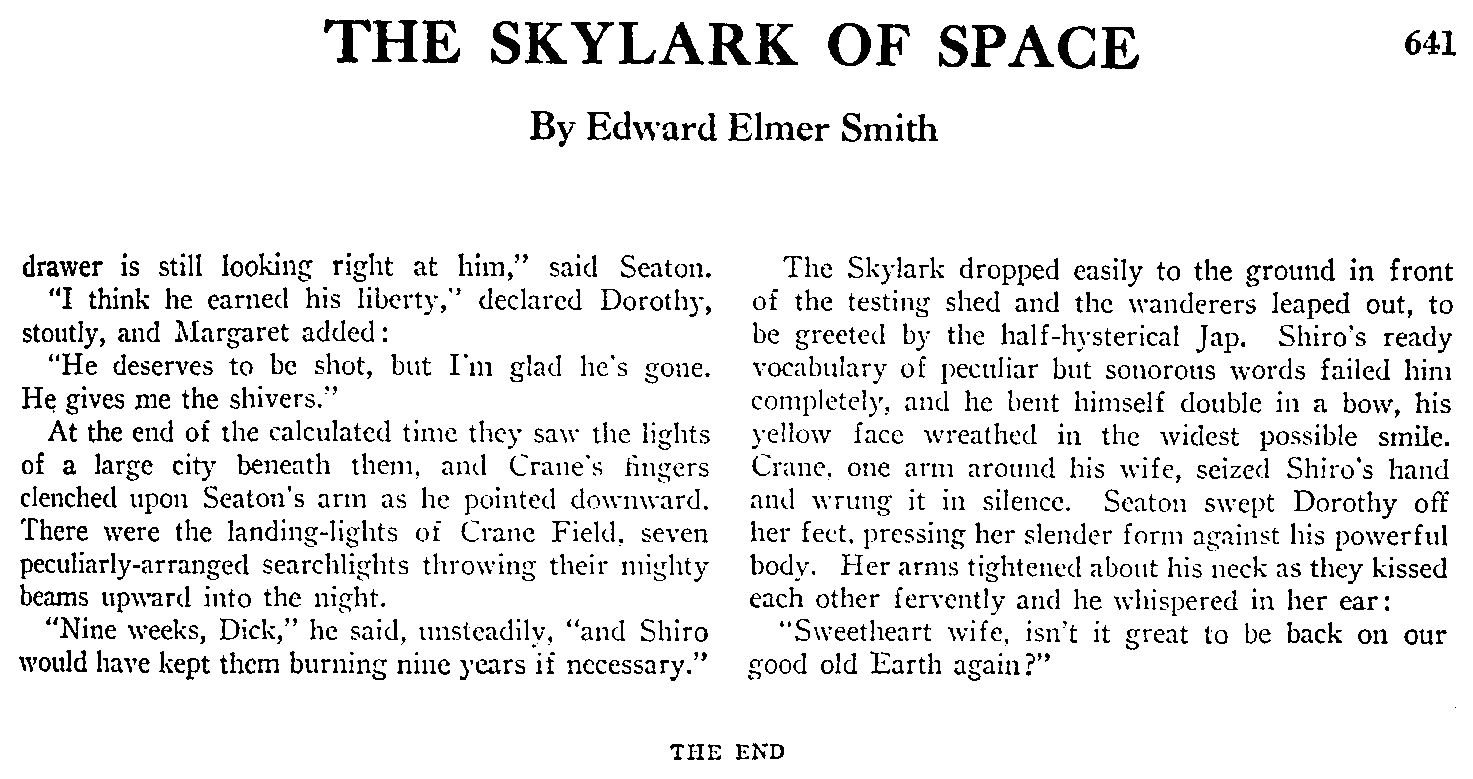 THE SKYLARK OF SPACE
641
By Edward Elmer Smith
drawer is still looking right at him," said Seaton.
"I think he earned his liberty," declared Dorothy,
stoutly, and Margaret added:
"He deserves to be shot, but I'm glad he's gone.
He gives me the shivers."
At the end of the calculated time they saw the lights
of a large city beneath them, and Crane's fingers
clenched upon Seaton's arm as he pointed downward.
There were the landing-lights of Crane Field, seven
peculiarly-arranged searchlights throwing their mighty
beams upward into the night.
"Nine weeks, Dick," he said, unsteadily, "and Shiro
would have kept them burning nine years if necessary."
The Skylark dropped easily to the ground in front
of the testing shed and the wanderers leaped out, to
be greeted by the half-hysterical Jap. Shiro's ready
vocabulary of peculiar but sonorous words failed him
completely, and he bent himself double in a bow, his
yellow face wreathed in the widest possible smile.
Crane, one arm around his wife, seized Shiro's hand
and wrung it in silence. Seaton swept Dorothy off
her feet, pressing her slender form against his powerful
body. Her arms tightened about his neck as they kissed
each other fervently and he whispered in her ear:
"Sweetheart wife, isn't it great to be back on our
good old Earth again?"
THE END